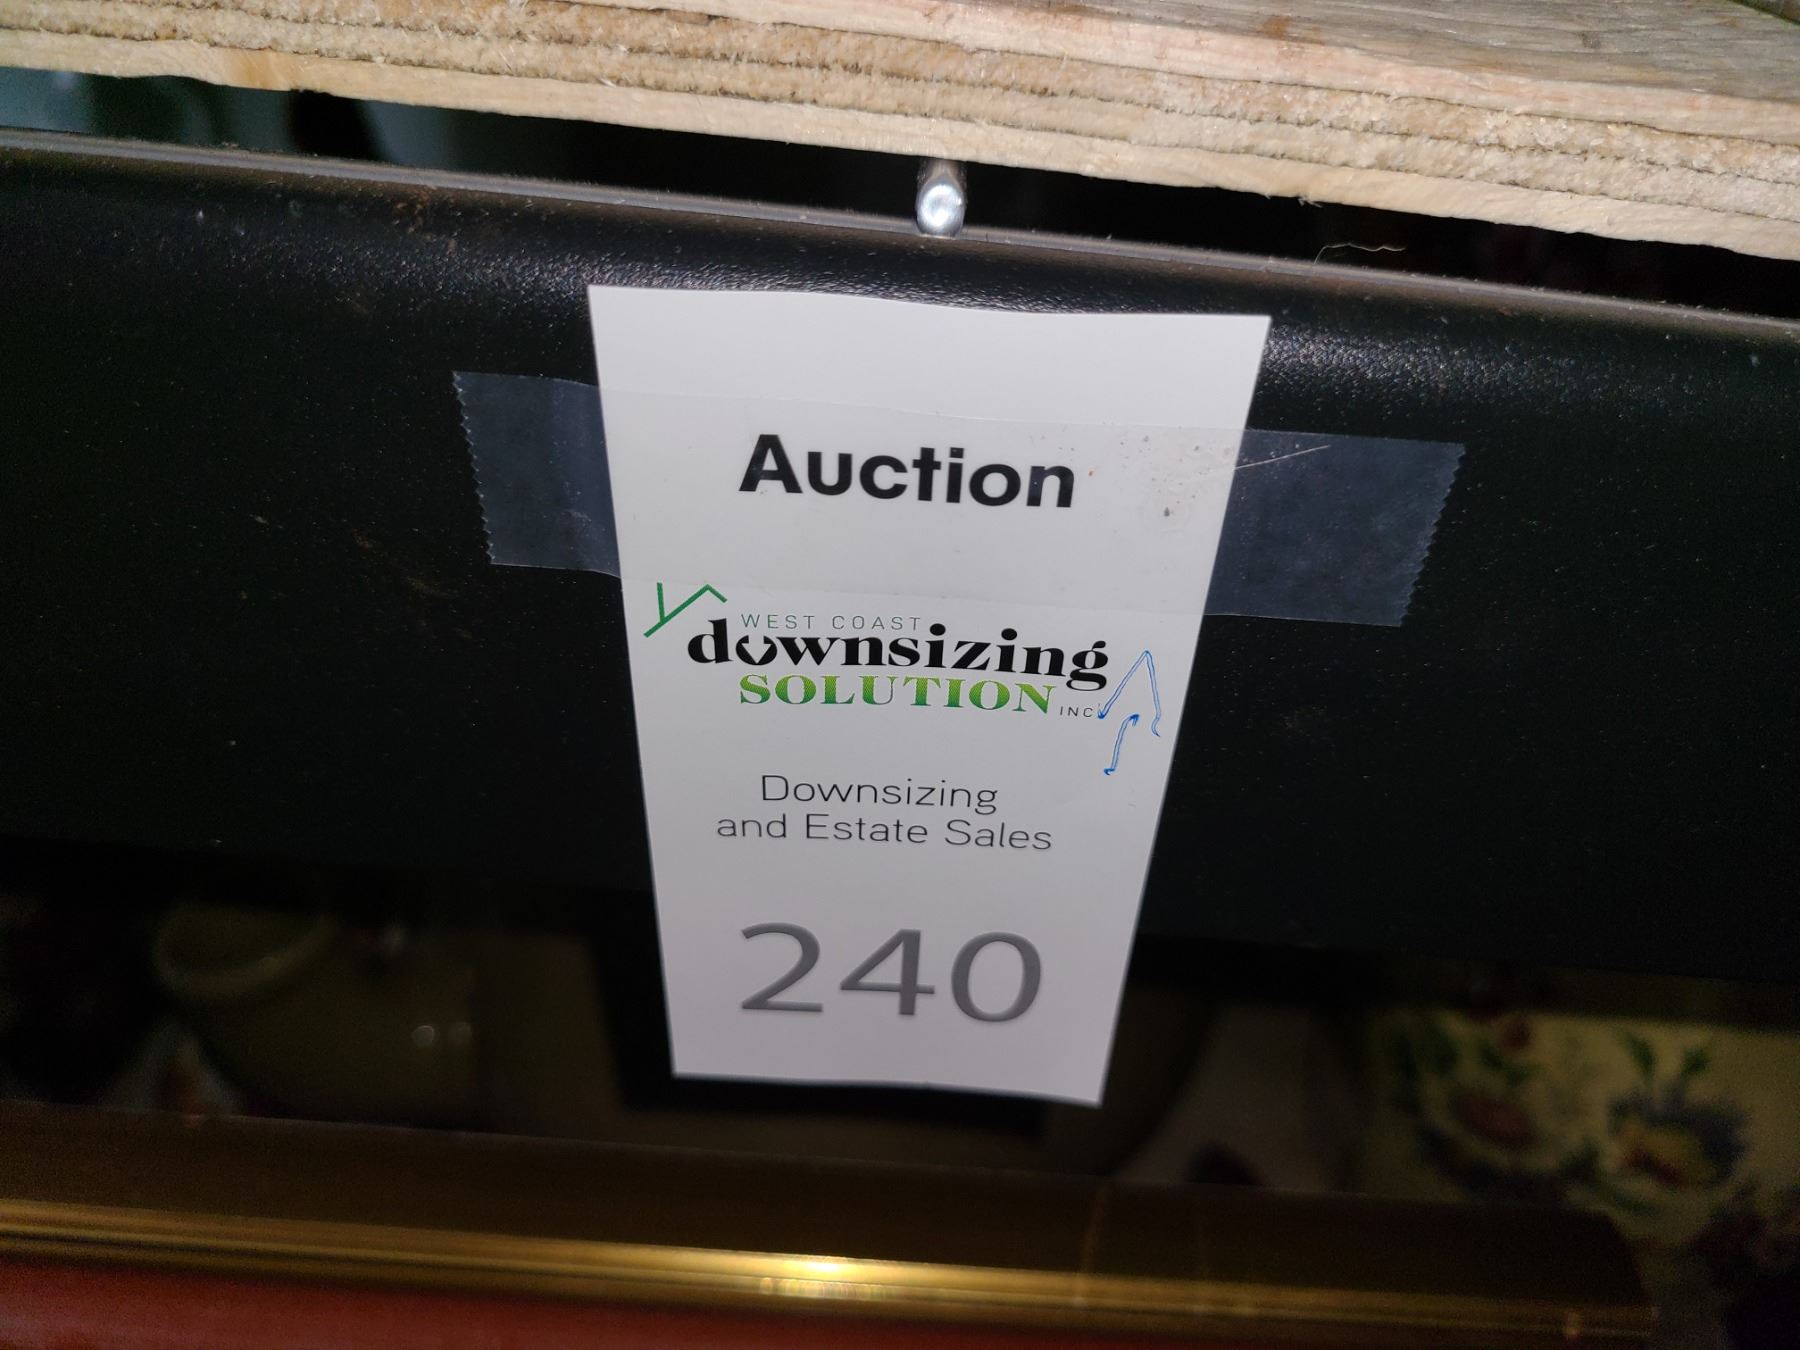 Auction
WEST COAST
downsizing
SOLUTION INC
Downsizing
and Estate Sales
240